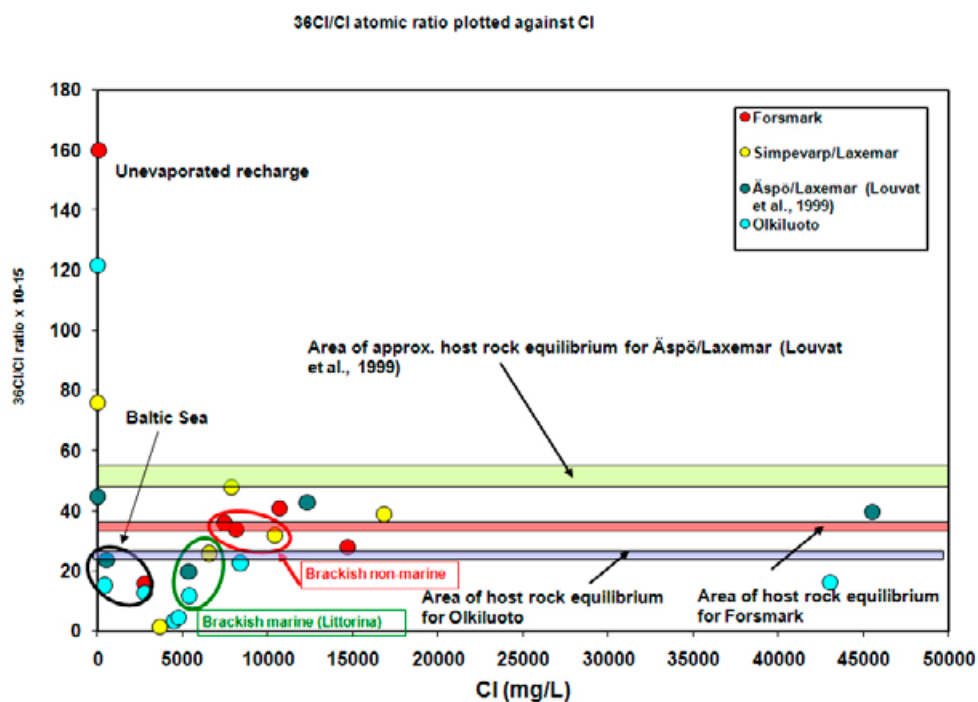 36Cl/Cl atomic ratio plotted against Cl
180
160
140
120
100
80
60
40
20
0
36Cl/Cl ratio x 10-15
Forsmark
Simpevarp/Laxemar
Äspö/Laxemar (Louvat
et al., 1999)
Olkiluoto
Unevaporated recharge
Area of approx. host rock equilibrium for Äspö/Laxemar (Louvat
et al., 1999)
Baltic Sea
Brackish non-marine
Brackish marine (Littorina)
Area of host rock equilibrium
for Olkiluoto
Area of host rock equilibrium
for Forsmark
0 5000 10000 15000 20000 25000 30000 35000 40000 45000 50000
Cl (mg/L)